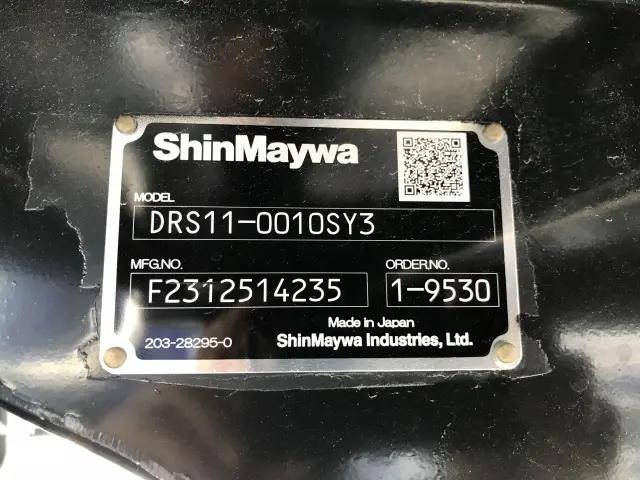 ShinMaywa
MODEL
DRS11-0010SY3
MFG.NO. ORDER.NO.
F2312514235 1-9530
Made in Japan
203-28295-0 ShinMaywa Industries, Ltd.